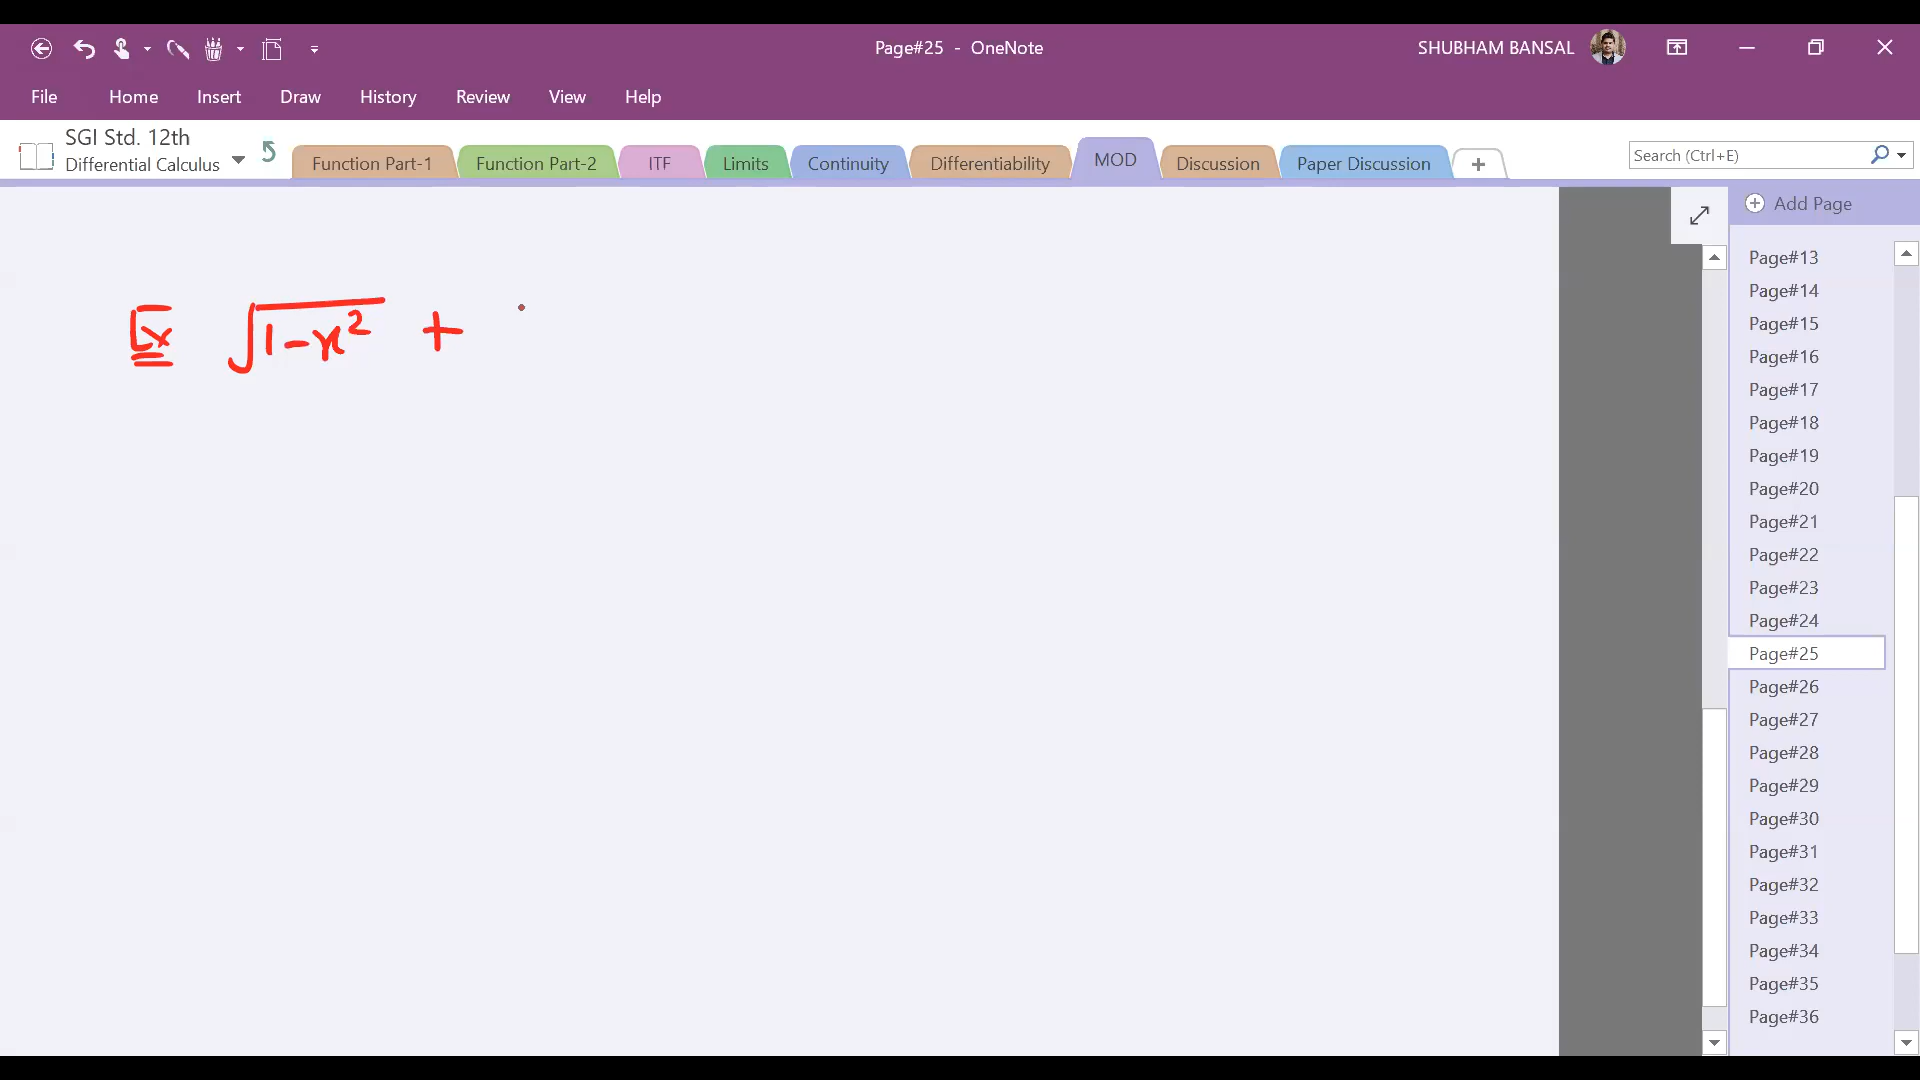 Page#25 - OneNote
SHUBHAM BANSAL
File Home Insert Draw History Review View Help
SGI Std. 12th
Differential Calculus
Function Part-1 Function Part-2 ITF Limits Continuity Differentiability MOD Discussion Paper Discussion +
Search (Ctrl+E)
Add Page
Ex √(1-x²) +
Page#13
Page#14
Page#15
Page#16
Page#17
Page#18
Page#19
Page#20
Page#21
Page#22
Page#23
Page#24
Page#25
Page#26
Page#27
Page#28
Page#29
Page#30
Page#31
Page#32
Page#33
Page#34
Page#35
Page#36